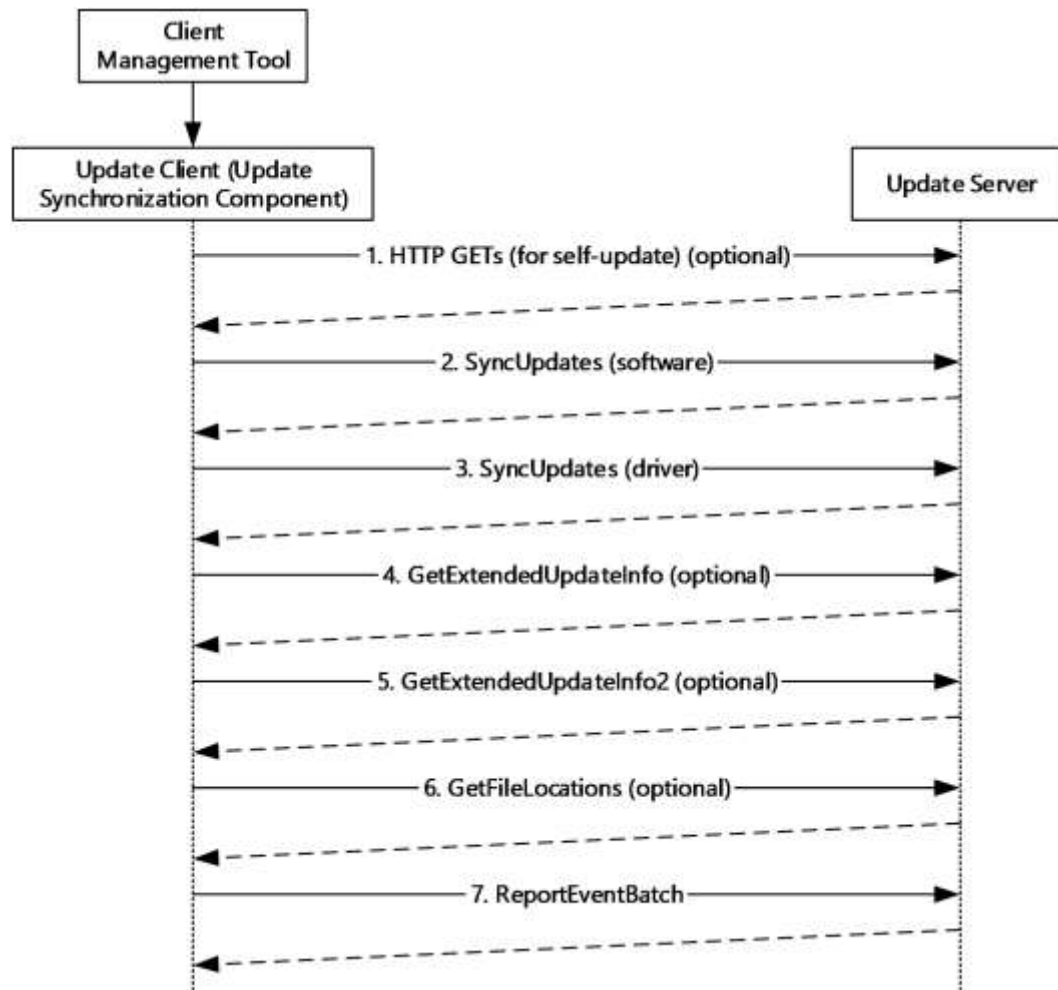 Client
Management Tool
Update Client (Update
Synchronization Component)
Update Server
1. HTTP GETs (for self-update) (optional)
2. SyncUpdates (software)
3. SyncUpdates (driver)
4. GetExtendedUpdateInfo (optional)
5. GetExtendedUpdateInfo2 (optional)
6. GetFileLocations (optional)
7. ReportEventBatch